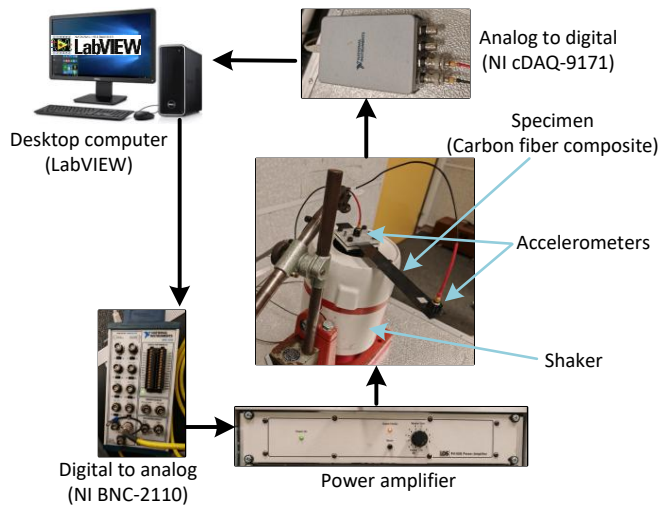 LabVIEW
Analog to digital
(NI cDAQ-9171)
Desktop computer
(LabVIEW)
Specimen
(Carbon fiber composite)
Accelerometers
Shaker
Digital to analog
(NI BNC-2110)
Power amplifier